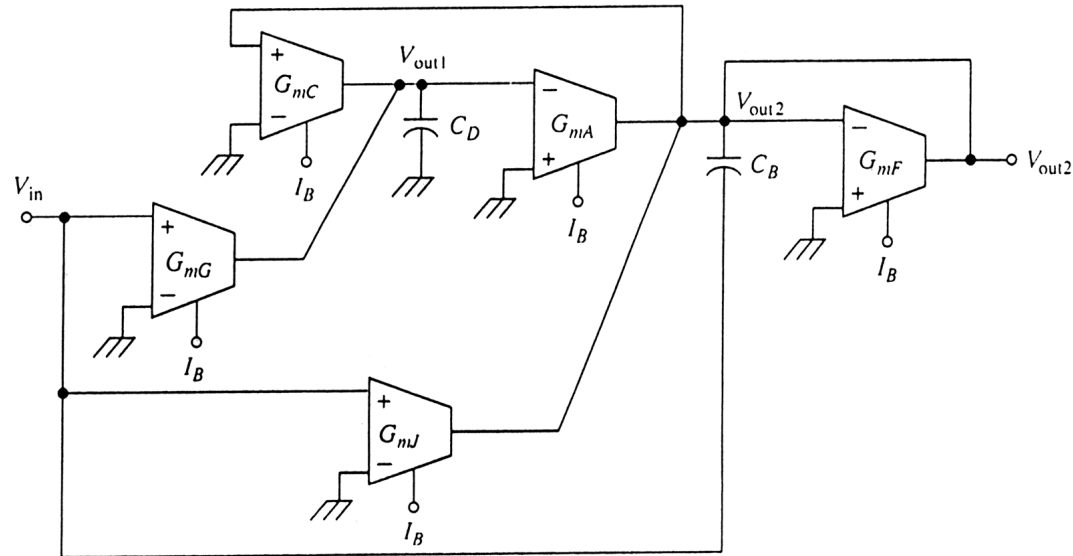 +
G_mC
−
I_B
V_out1
C_D
−
G_mA
+
I_B
V_out2
C_B
−
G_mF
+
I_B
V_out2
V_in
+
G_mG
−
I_B
+
G_mJ
−
I_B